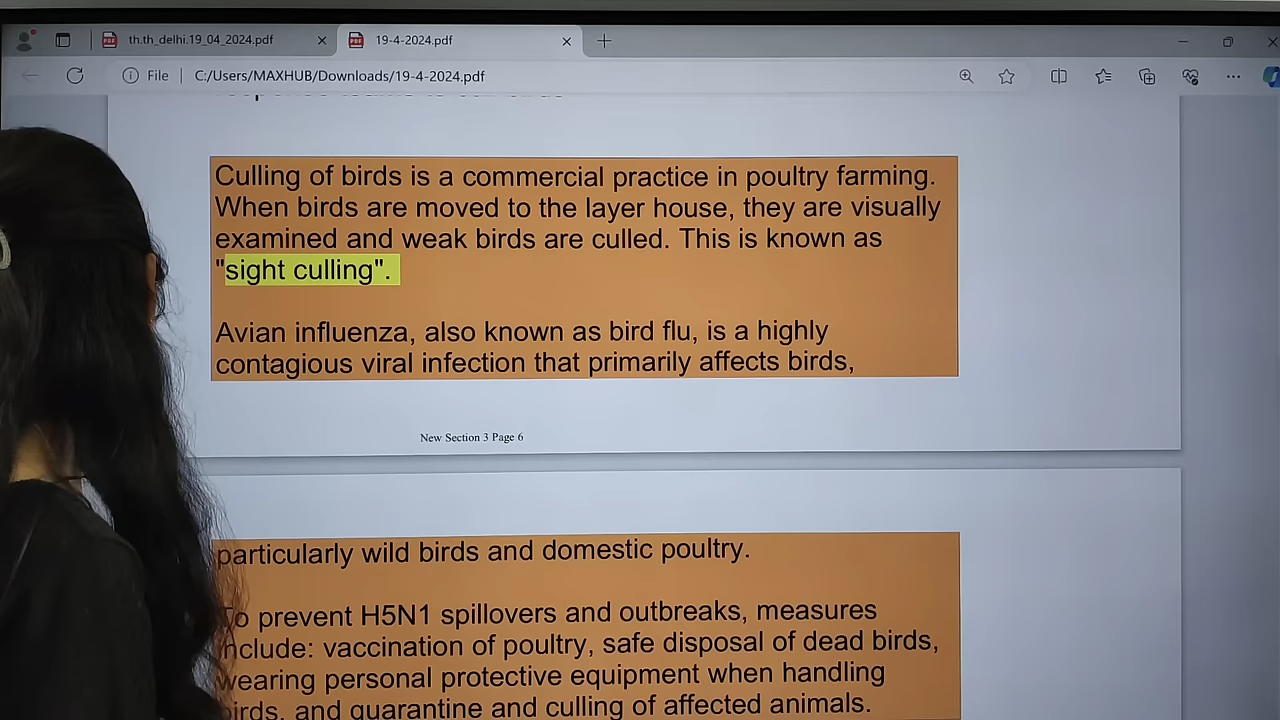 th.th_delhi.19_04_2024.pdf
19-4-2024.pdf
File
C:/Users/MAXHUB/Downloads/19-4-2024.pdf
Culling of birds is a commercial practice in poultry farming.
When birds are moved to the layer house, they are visually
examined and weak birds are culled. This is known as
"sight culling".
Avian influenza, also known as bird flu, is a highly
contagious viral infection that primarily affects birds,
New Section 3 Page 6
particularly wild birds and domestic poultry.
To prevent H5N1 spillovers and outbreaks, measures
include: vaccination of poultry, safe disposal of dead birds,
wearing personal protective equipment when handling
birds, and quarantine and culling of affected animals.